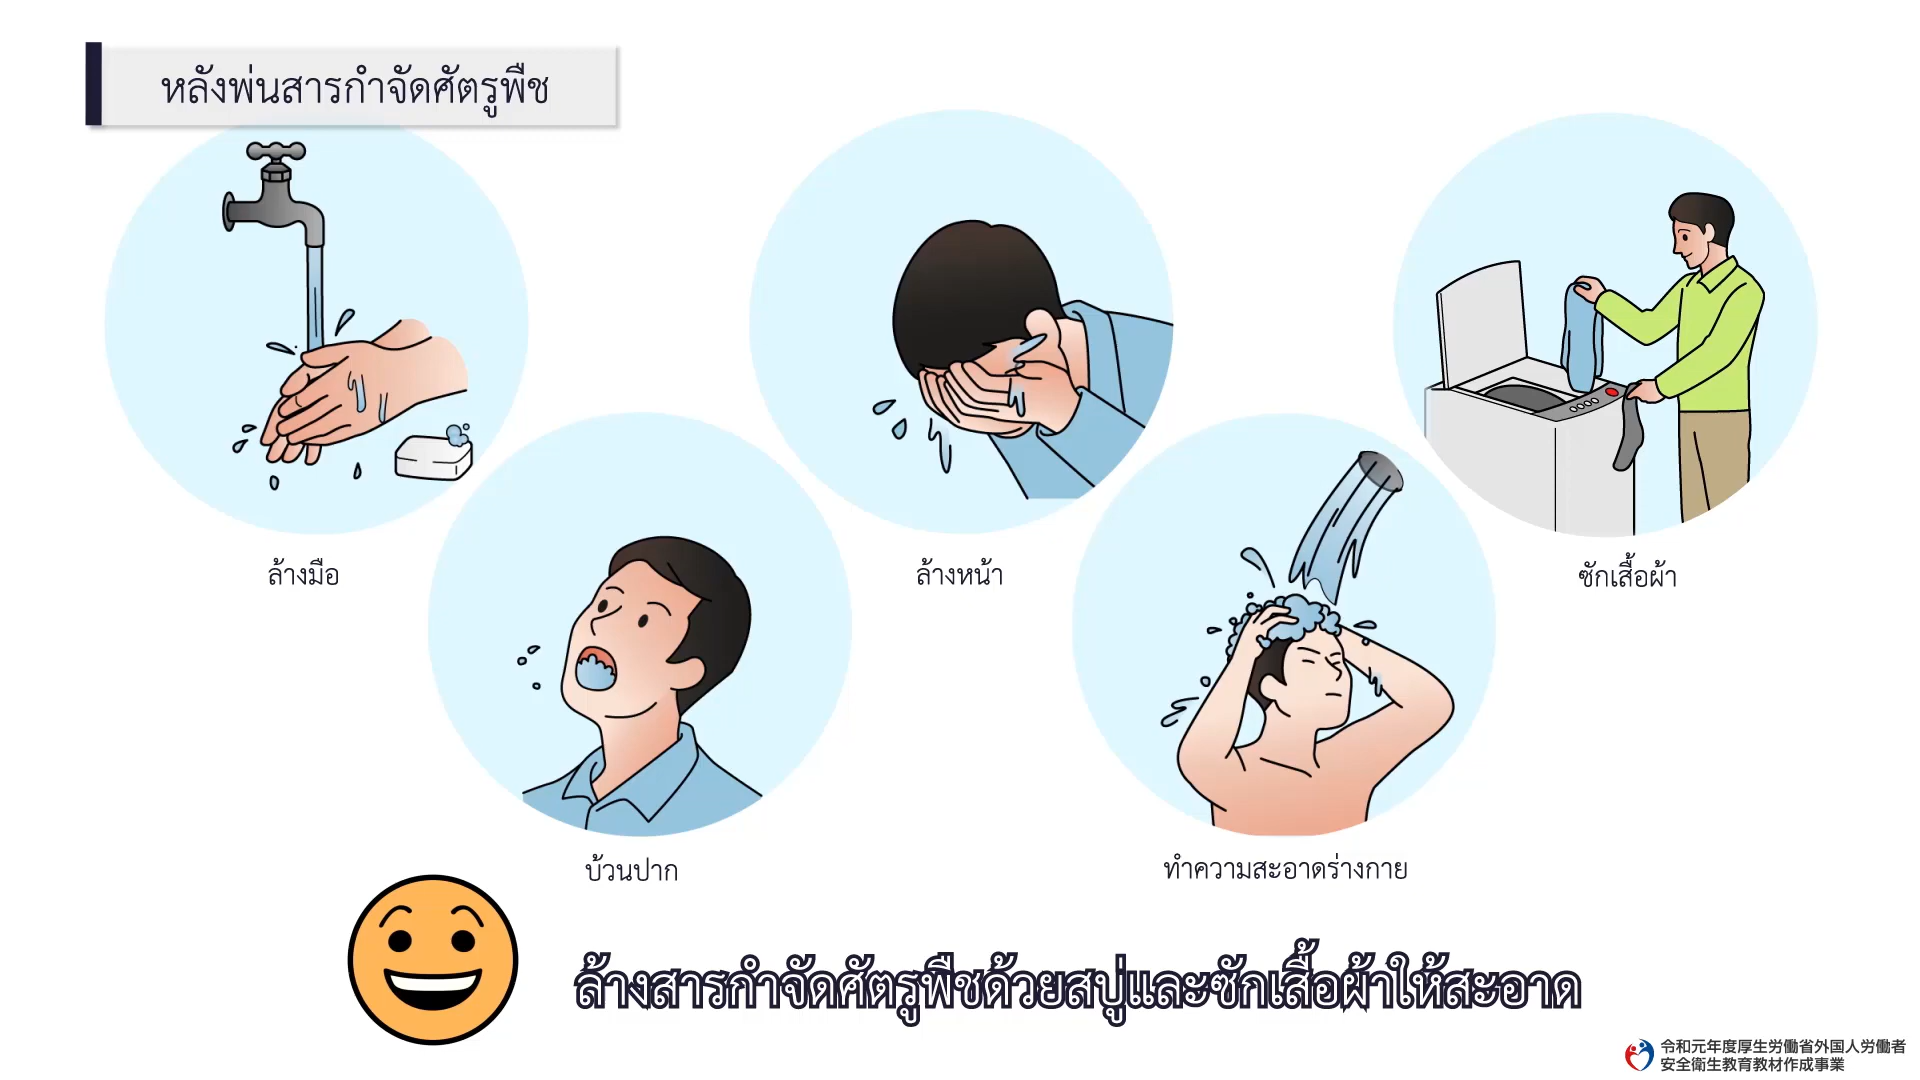 หลังพ่นสารกำจัดศัตรูพืช
ล้างมือ
ล้างหน้า
ซักเสื้อผ้า
บ้วนปาก
ทำความสะอาดร่างกาย
ล้างสารกำจัดศัตรูพืชด้วยสบู่และซักเสื้อผ้าให้สะอาด
令和元年度厚生労働省外国人労働者
安全衛生教育教材作成事業